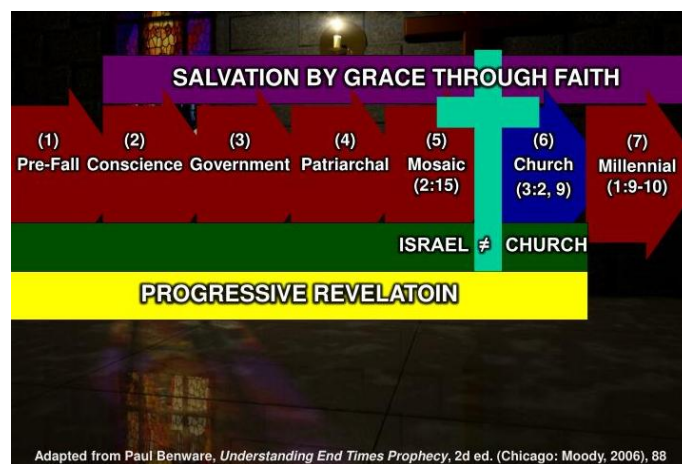 SALVATION BY GRACE THROUGH FAITH
(1)
Pre-Fall
(2)
Conscience
(3)
Government
(4)
Patriarchal
(5)
Mosaic
(2:15)
(6)
Church
(3:2, 9)
(7)
Millennial
(1:9-10)
ISRAEL ≠ CHURCH
PROGRESSIVE REVELATOIN
Adapted from Paul Benware, Understanding End Times Prophecy, 2d ed. (Chicago: Moody, 2006), 88